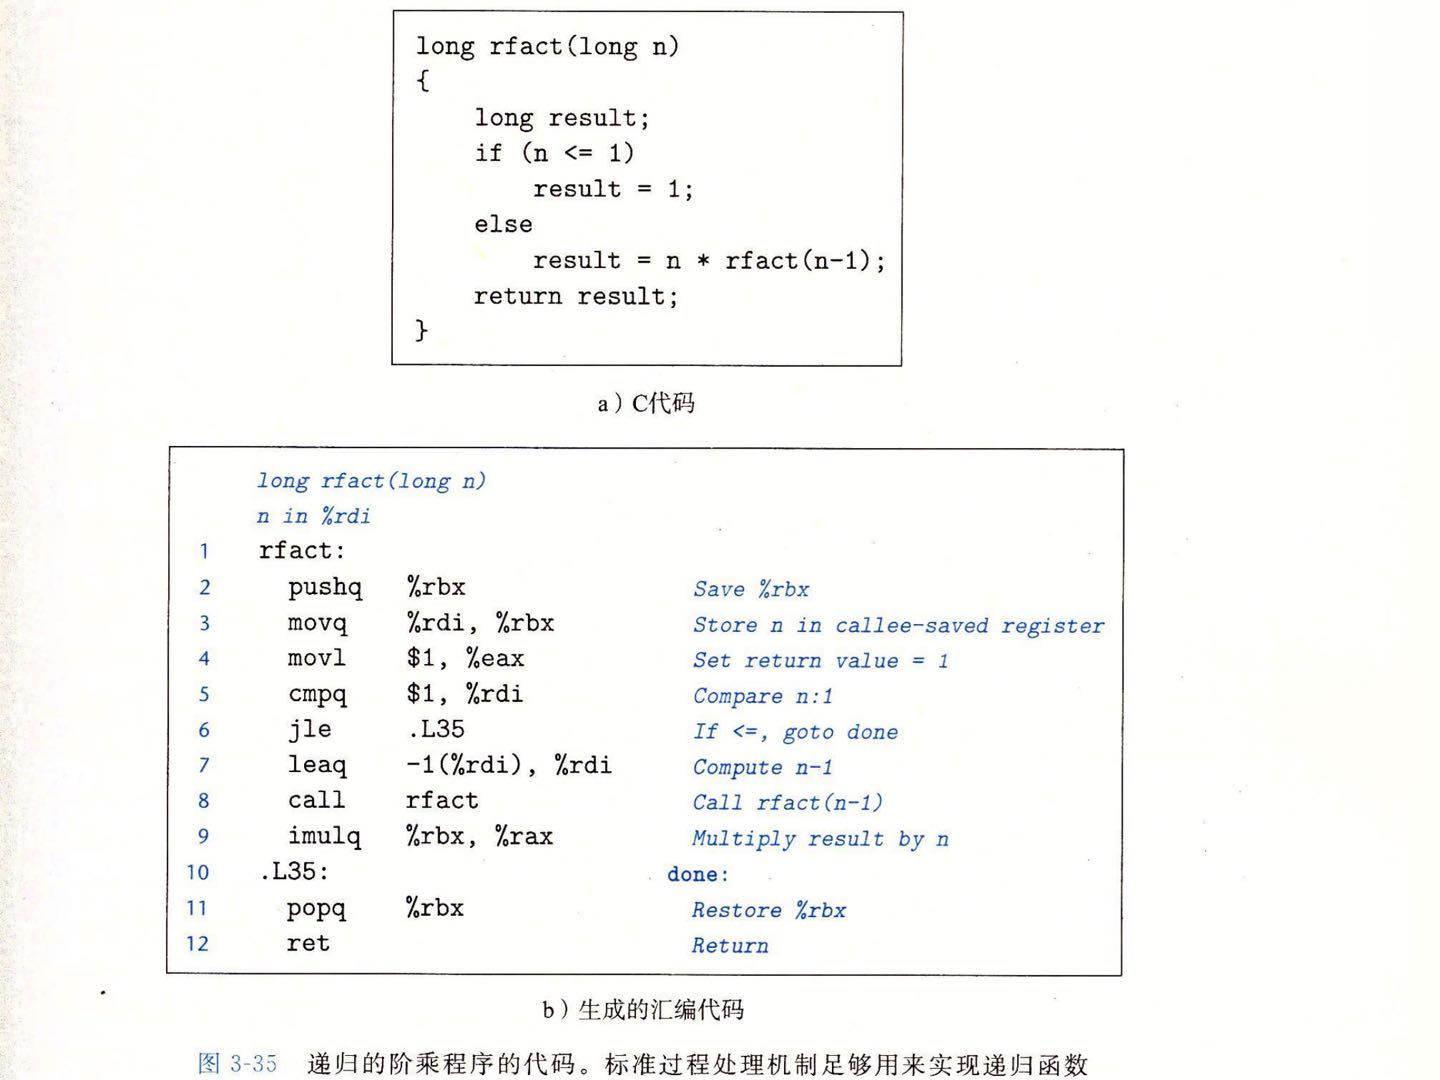 long rfact(long n)
{
    long result;
    if (n <= 1)
        result = 1;
    else
        result = n * rfact(n-1);
    return result;
}
a）C代码
long rfact(long n)
n in %rdi
1 rfact:
2 pushq %rbx Save %rbx
3 movq %rdi, %rbx Store n in callee-saved register
4 movl $1, %eax Set return value = 1
5 cmpq $1, %rdi Compare n:1
6 jle .L35 If <=, goto done
7 leaq -1(%rdi), %rdi Compute n-1
8 call rfact Call rfact(n-1)
9 imulq %rbx, %rax Multiply result by n
10 .L35: done:
11 popq %rbx Restore %rbx
12 ret Return
b）生成的汇编代码
图 3-35 递归的阶乘程序的代码。标准过程处理机制足够用来实现递归函数